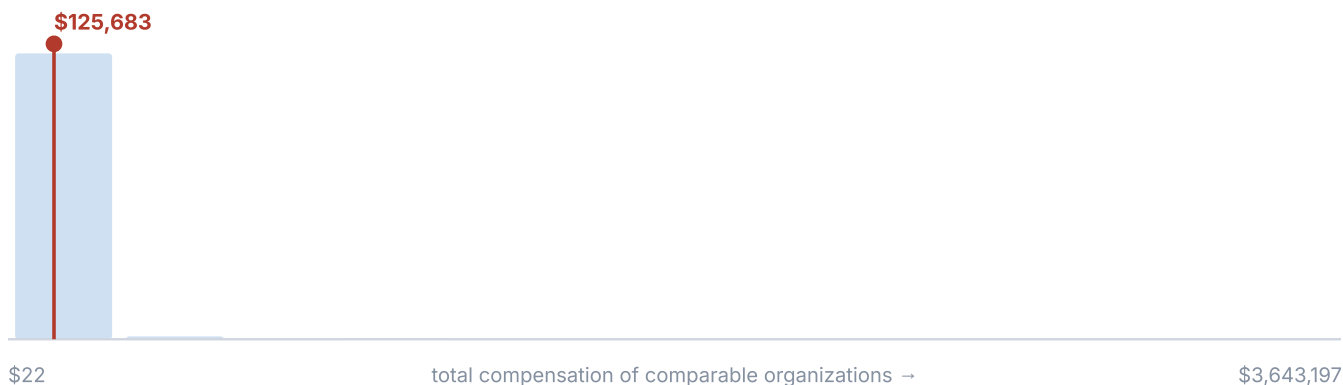 $125,683
$22 total compensation of comparable organizations → $3,643,197